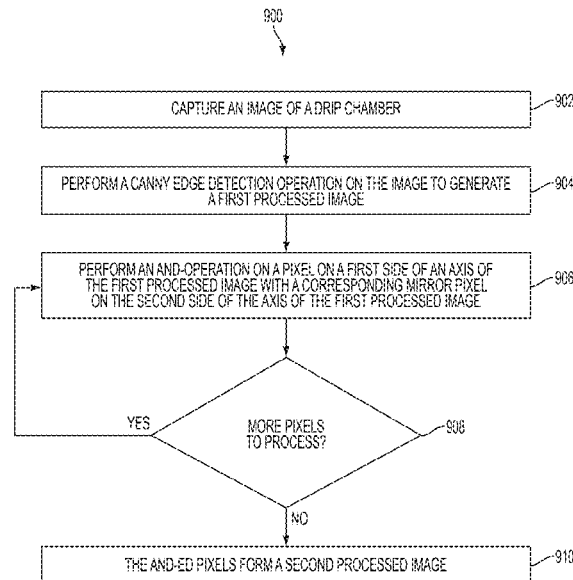 900
CAPTURE AN IMAGE OF A DRIP CHAMBER
902
PERFORM A CANNY EDGE DETECTION OPERATION ON THE IMAGE TO GENERATE
A FIRST PROCESSED IMAGE
904
PERFORM AN AND-OPERATION ON A PIXEL ON A FIRST SIDE OF AN AXIS OF
THE FIRST PROCESSED IMAGE WITH A CORRESPONDING MIRROR PIXEL
ON THE SECOND SIDE OF THE AXIS OF THE FIRST PROCESSED IMAGE
906
YES
MORE PIXELS
TO PROCESS?
908
NO
THE AND-ED PIXELS FORM A SECOND PROCESSED IMAGE
910